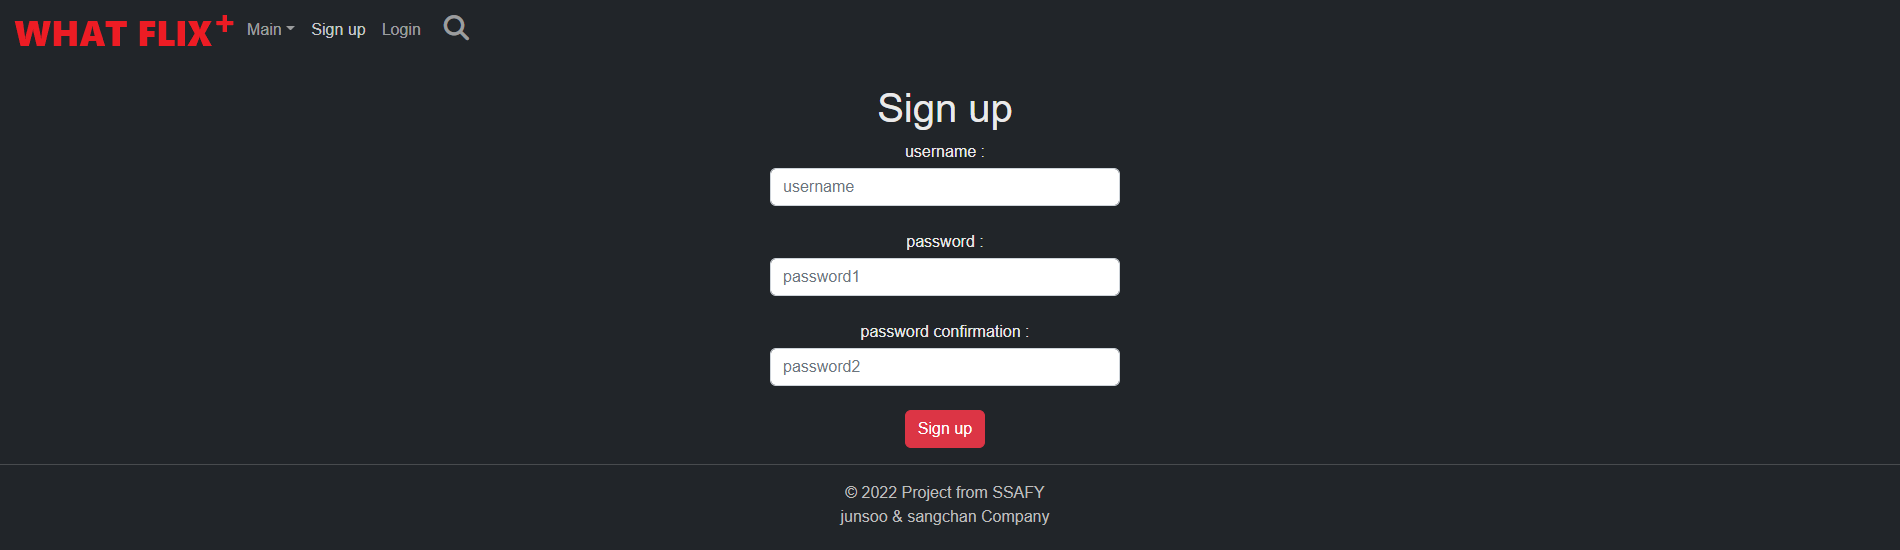 WHAT FLIX+ Main Sign up Login
Sign up
username :
username
password :
password1
password confirmation :
password2
Sign up
© 2022 Project from SSAFY
junsoo & sangchan Company